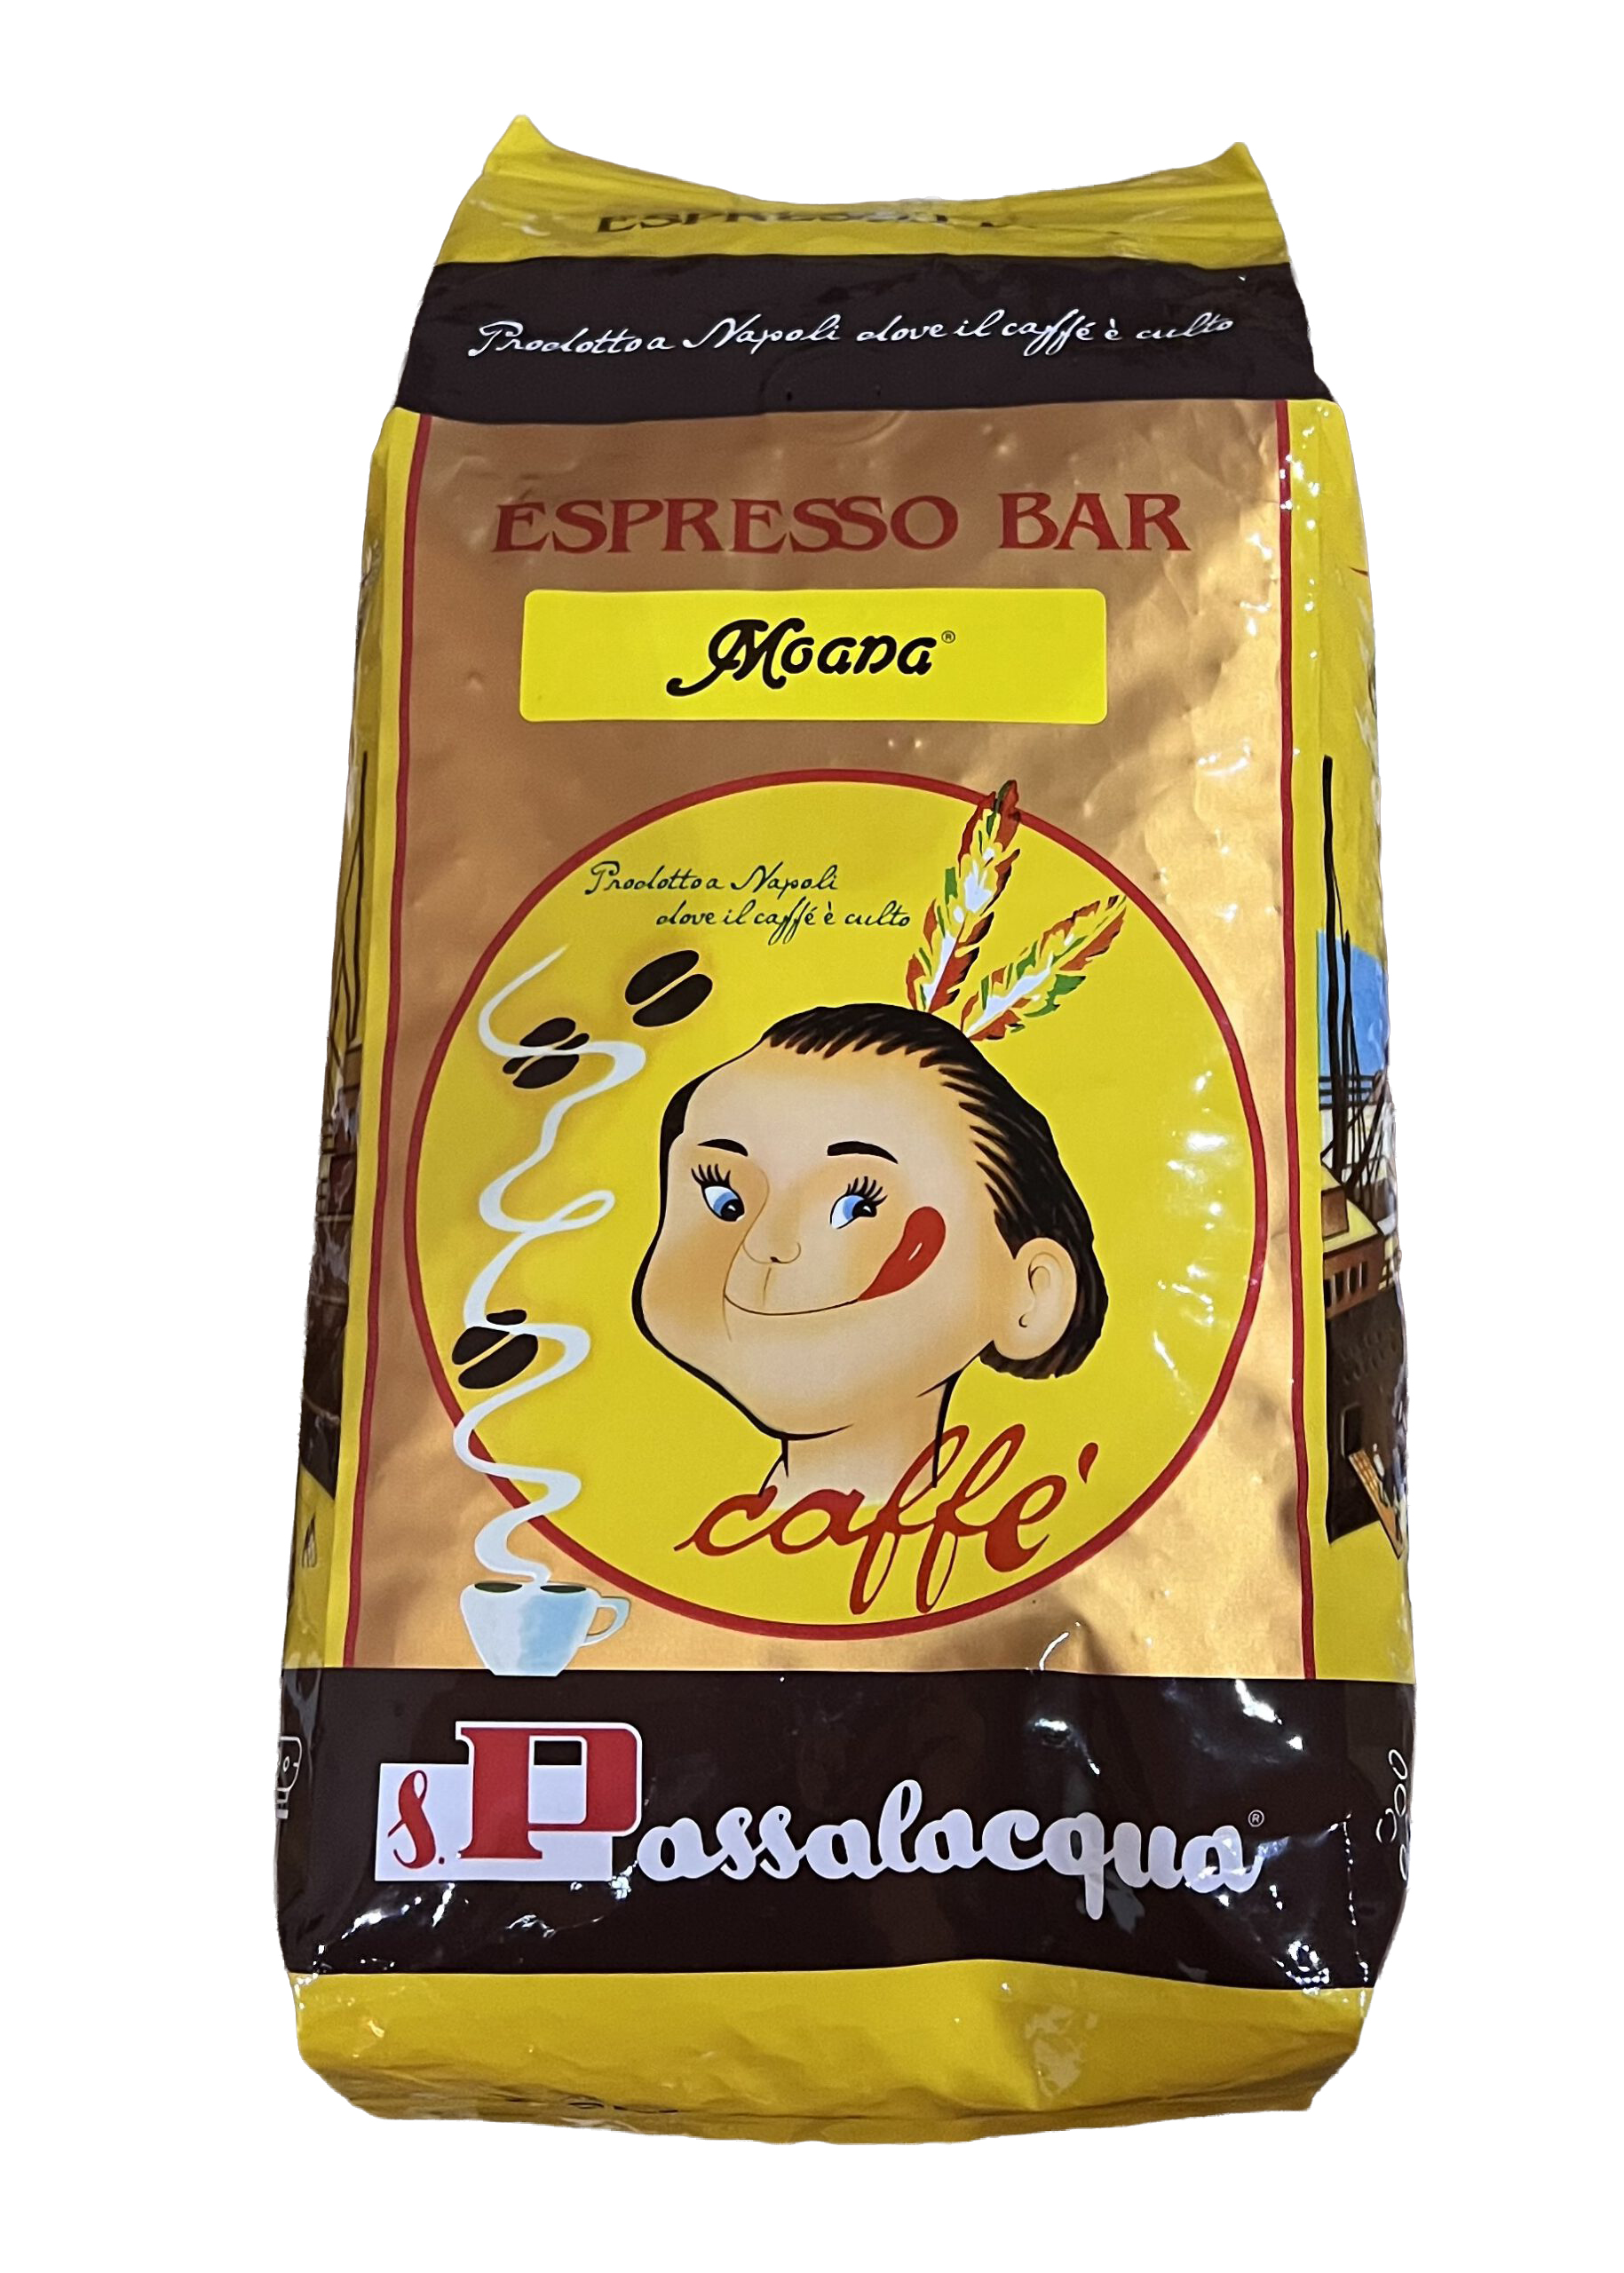 Prodotto a Napoli dove il caffé è culto
ESPRESSO BAR
Moana®
Prodotto a Napoli
dove il caffé è culto
caffé
S. Passalacqua®